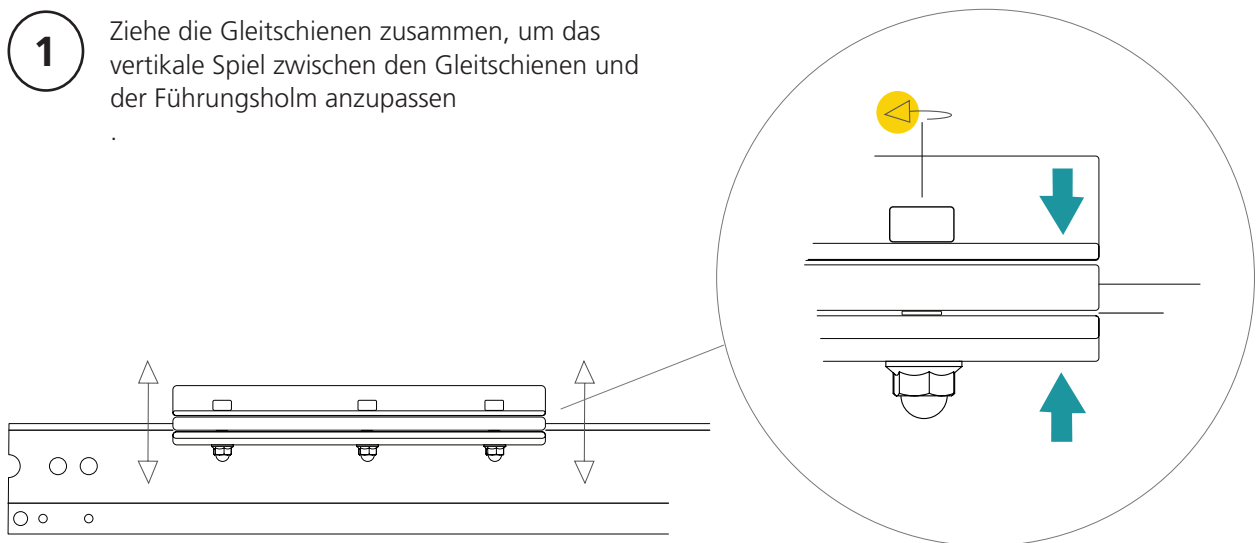 1
Ziehe die Gleitschienen zusammen, um das
vertikale Spiel zwischen den Gleitschienen und
der Führungsholm anzupassen
.